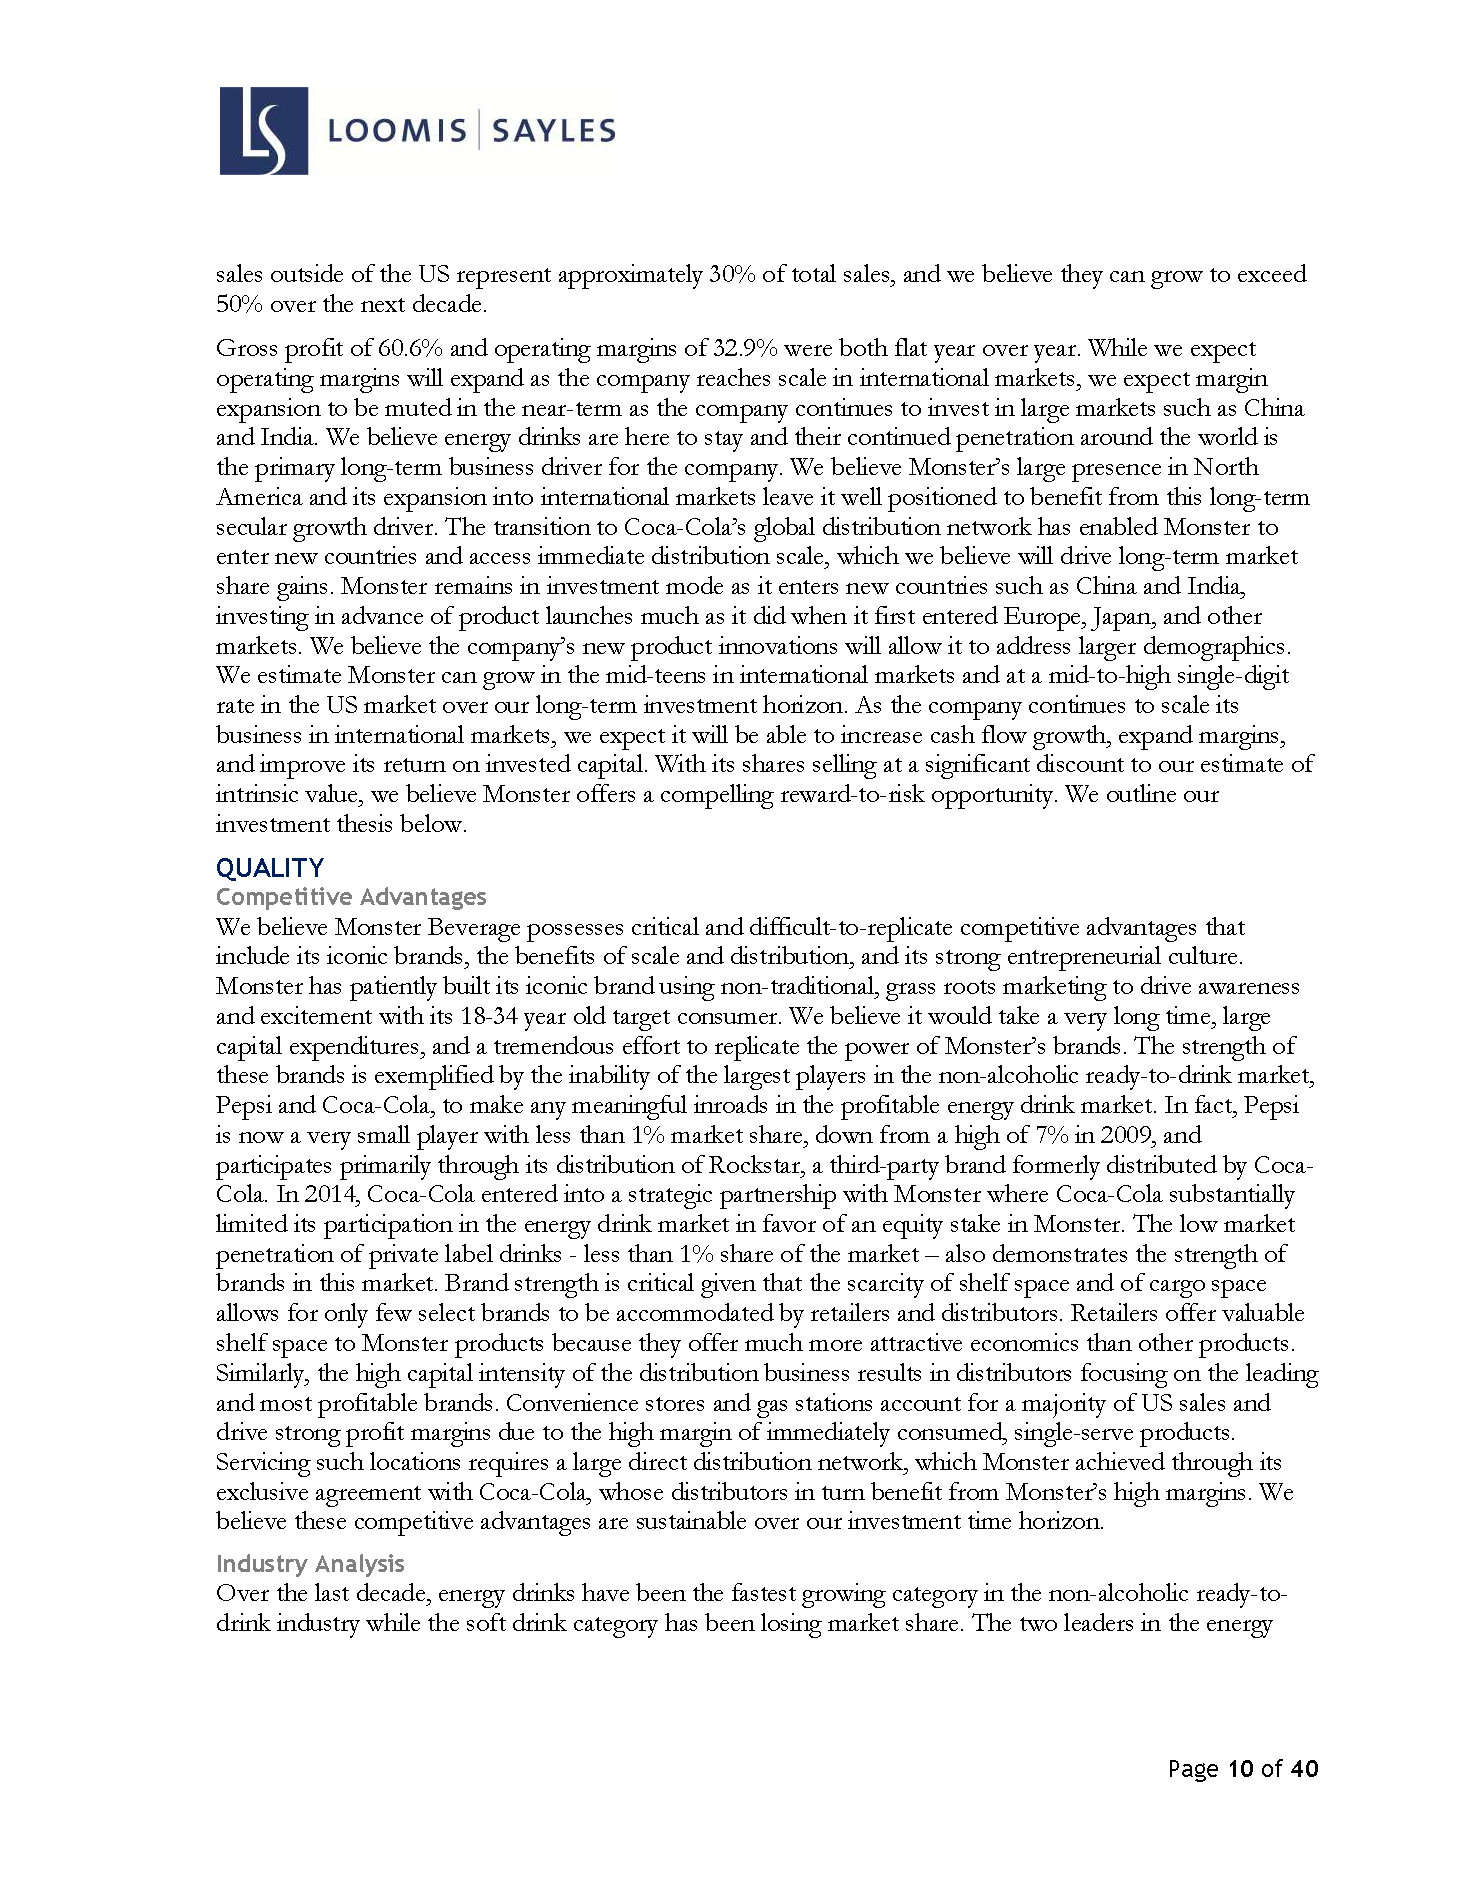 LS LOOMIS | SAYLES
sales outside of the US represent approximately 30% of total sales, and we believe they can grow to exceed
50% over the next decade.
Gross profit of 60.6% and operating margins of 32.9% were both flat year over year. While we expect
operating margins will expand as the company reaches scale in international markets, we expect margin
expansion to be muted in the near-term as the company continues to invest in large markets such as China
and India. We believe energy drinks are here to stay and their continued penetration around the world is
the primary long-term business driver for the company. We believe Monster’s large presence in North
America and its expansion into international markets leave it well positioned to benefit from this long-term
secular growth driver. The transition to Coca-Cola’s global distribution network has enabled Monster to
enter new countries and access immediate distribution scale, which we believe will drive long-term market
share gains. Monster remains in investment mode as it enters new countries such as China and India,
investing in advance of product launches much as it did when it first entered Europe, Japan, and other
markets. We believe the company’s new product innovations will allow it to address larger demographics.
We estimate Monster can grow in the mid-teens in international markets and at a mid-to-high single-digit
rate in the US market over our long-term investment horizon. As the company continues to scale its
business in international markets, we expect it will be able to increase cash flow growth, expand margins,
and improve its return on invested capital. With its shares selling at a significant discount to our estimate of
intrinsic value, we believe Monster offers a compelling reward-to-risk opportunity. We outline our
investment thesis below.
QUALITY
Competitive Advantages
We believe Monster Beverage possesses critical and difficult-to-replicate competitive advantages that
include its iconic brands, the benefits of scale and distribution, and its strong entrepreneurial culture.
Monster has patiently built its iconic brand using non-traditional, grass roots marketing to drive awareness
and excitement with its 18-34 year old target consumer. We believe it would take a very long time, large
capital expenditures, and a tremendous effort to replicate the power of Monster’s brands. The strength of
these brands is exemplified by the inability of the largest players in the non-alcoholic ready-to-drink market,
Pepsi and Coca-Cola, to make any meaningful inroads in the profitable energy drink market. In fact, Pepsi
is now a very small player with less than 1% market share, down from a high of 7% in 2009, and
participates primarily through its distribution of Rockstar, a third-party brand formerly distributed by Coca-
Cola. In 2014, Coca-Cola entered into a strategic partnership with Monster where Coca-Cola substantially
limited its participation in the energy drink market in favor of an equity stake in Monster. The low market
penetration of private label drinks - less than 1% share of the market – also demonstrates the strength of
brands in this market. Brand strength is critical given that the scarcity of shelf space and of cargo space
allows for only few select brands to be accommodated by retailers and distributors. Retailers offer valuable
shelf space to Monster products because they offer much more attractive economics than other products.
Similarly, the high capital intensity of the distribution business results in distributors focusing on the leading
and most profitable brands. Convenience stores and gas stations account for a majority of US sales and
drive strong profit margins due to the high margin of immediately consumed, single-serve products.
Servicing such locations requires a large direct distribution network, which Monster achieved through its
exclusive agreement with Coca-Cola, whose distributors in turn benefit from Monster’s high margins. We
believe these competitive advantages are sustainable over our investment time horizon.
Industry Analysis
Over the last decade, energy drinks have been the fastest growing category in the non-alcoholic ready-to-
drink industry while the soft drink category has been losing market share. The two leaders in the energy
Page 10 of 40